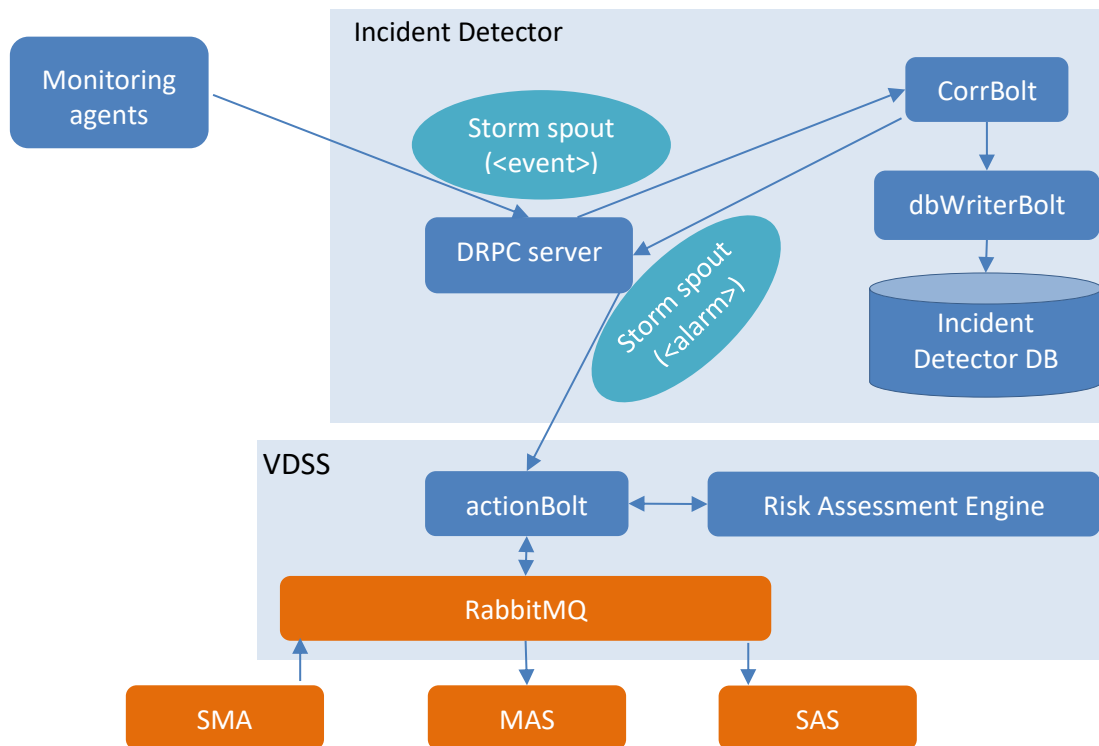 Incident Detector
Monitoring
agents
CorrBolt
Storm spout
(<event>)
dbWriterBolt
DRPC server
Storm spout
(<alarm>)
Incident
Detector DB
VDSS
actionBolt
Risk Assessment Engine
RabbitMQ
SMA
MAS
SAS